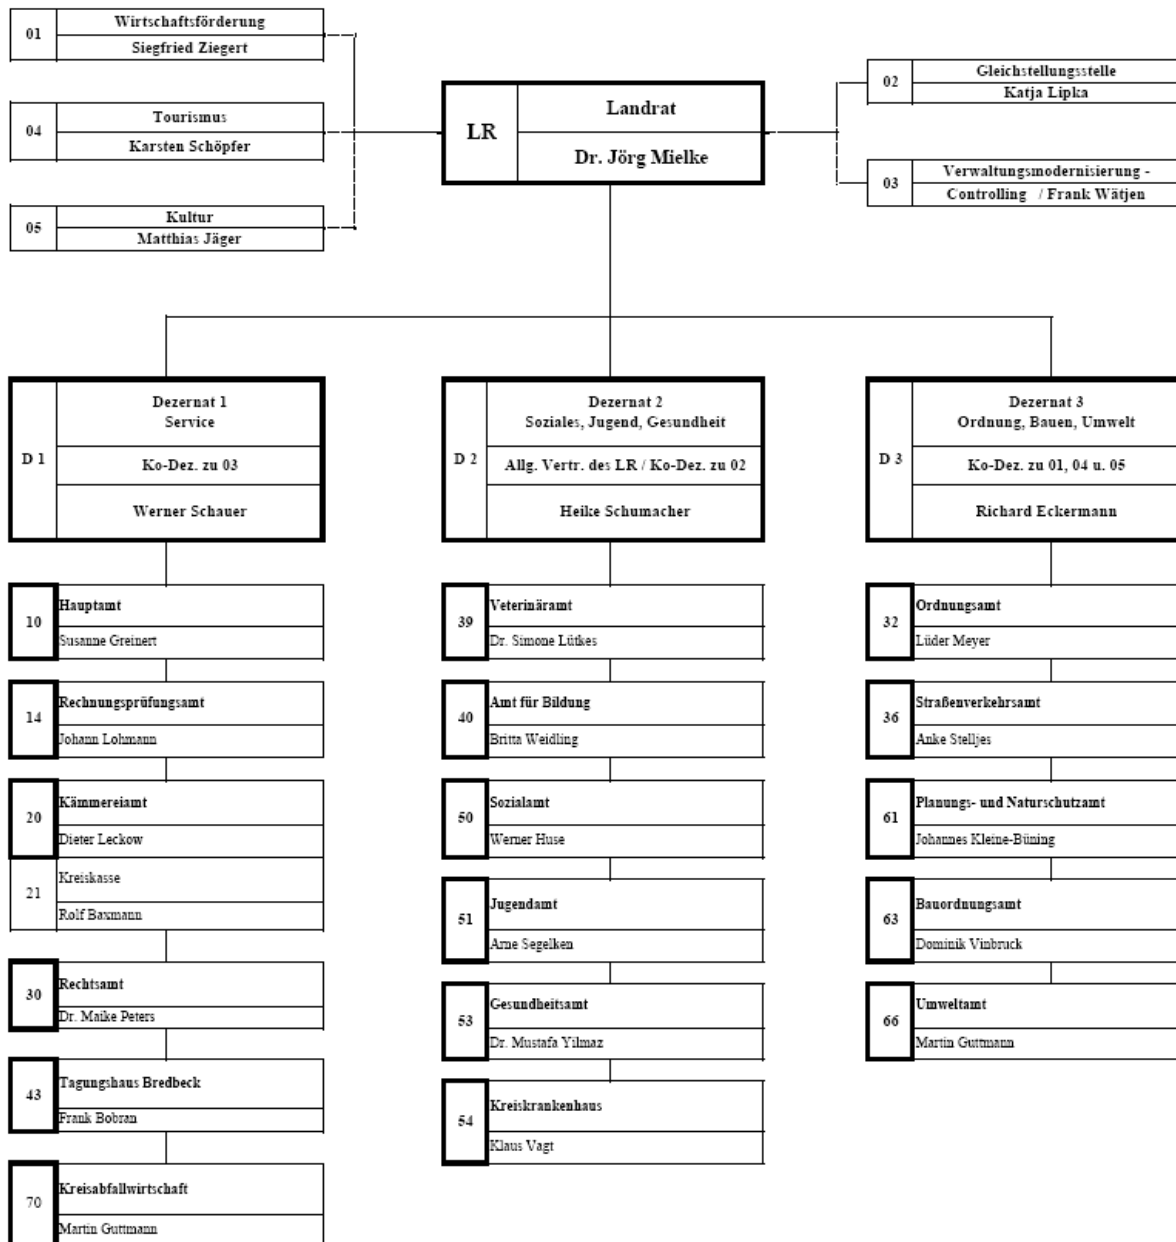 01
Wirtschaftsförderung
Siegfried Ziegert
04
Tourismus
Karsten Schöpfer
05
Kultur
Matthias Jäger
LR
Landrat
Dr. Jörg Mielke
02
Gleichstellungsstelle
Katja Lipka
03
Verwaltungsmodernisierung -
Controlling / Frank Wätjen
D 1
Dezernat 1
Service
Ko-Dez. zu 03
Werner Schauer
10
Hauptamt
Susanne Greinert
14
Rechnungsprüfungsamt
Johann Lohmann
20
Kämmereiamt
Dieter Leckow
21
Kreiskasse
Rolf Baxmann
30
Rechtsamt
Dr. Maike Peters
43
Tagungshaus Bredbeck
Frank Bobran
70
Kreisabfallwirtschaft
Martin Guttmann
D 2
Dezernat 2
Soziales, Jugend, Gesundheit
Allg. Vertr. des LR / Ko-Dez. zu 02
Heike Schumacher
39
Veterinäramt
Dr. Simone Lütkes
40
Amt für Bildung
Britta Weidling
50
Sozialamt
Werner Huse
51
Jugendamt
Arne Segelken
53
Gesundheitsamt
Dr. Mustafa Yilmaz
54
Kreiskrankenhaus
Klaus Vagt
D 3
Dezernat 3
Ordnung, Bauen, Umwelt
Ko-Dez. zu 01, 04 u. 05
Richard Eckermann
32
Ordnungsamt
Lüder Meyer
36
Straßenverkehrsamt
Anke Stelljes
61
Planungs- und Naturschutzamt
Johannes Kleine-Büning
63
Bauordnungsamt
Dominik Vinbruck
66
Umweltamt
Martin Guttmann